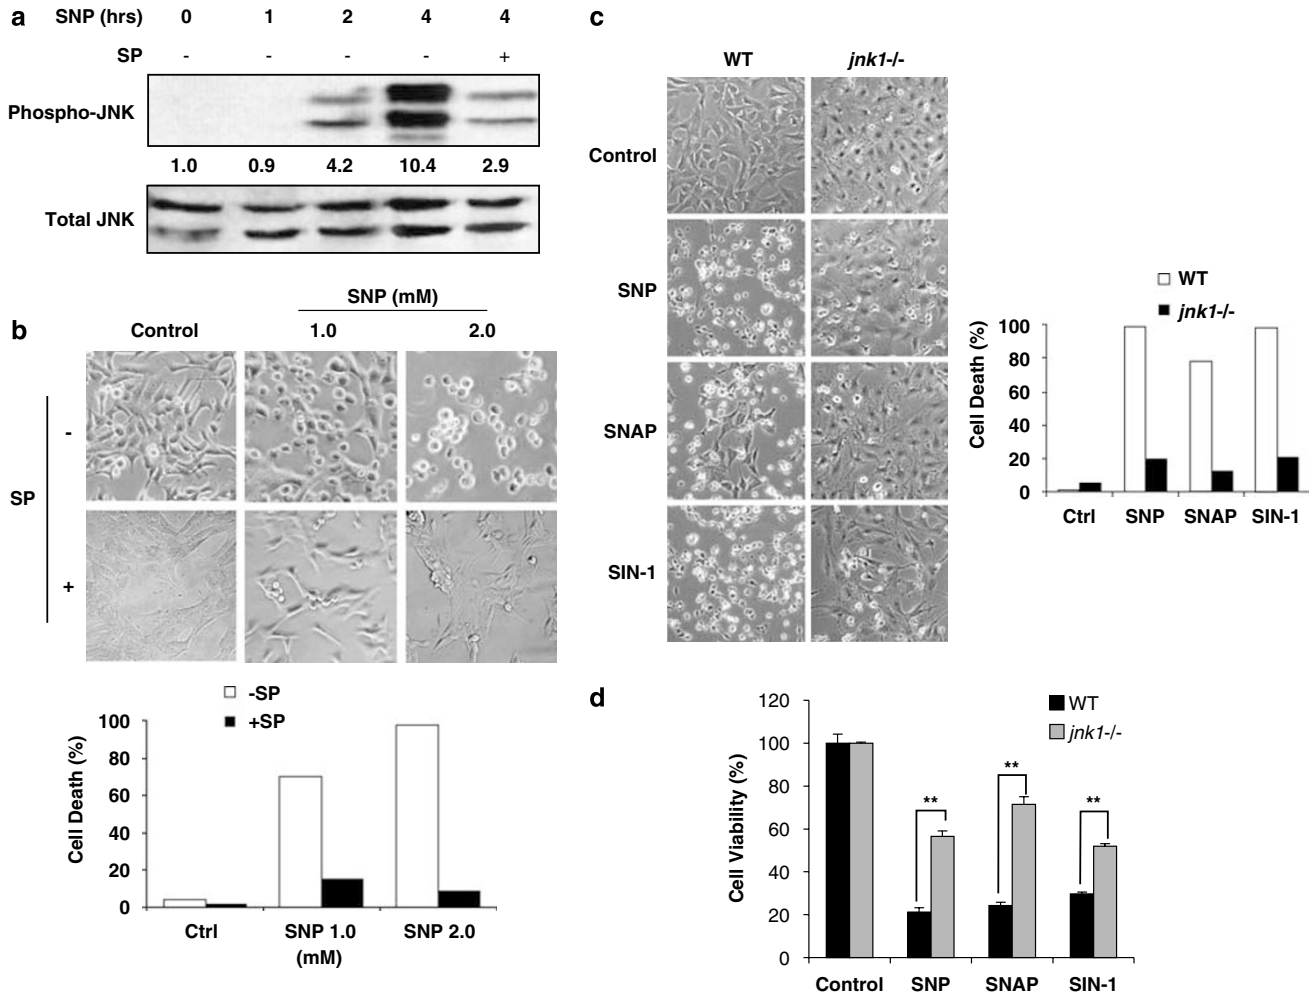 a
SNP (hrs) 0 1 2 4 4
SP - - - - +
Phospho-JNK
1.0 0.9 4.2 10.4 2.9
Total JNK
b
SNP (mM)
Control 1.0 2.0
SP
-
+
-SP
+SP
Cell Death (%)
100
80
60
40
20
0
Ctrl SNP 1.0 SNP 2.0
(mM)
c
WT jnk1-/-
Control
SNP
SNAP
SIN-1
WT
jnk1-/-
Cell Death (%)
100
80
60
40
20
0
Ctrl SNP SNAP SIN-1
d
WT
jnk1-/-
Cell Viability (%)
120
100
80
60
40
20
0
** ** **
Control SNP SNAP SIN-1